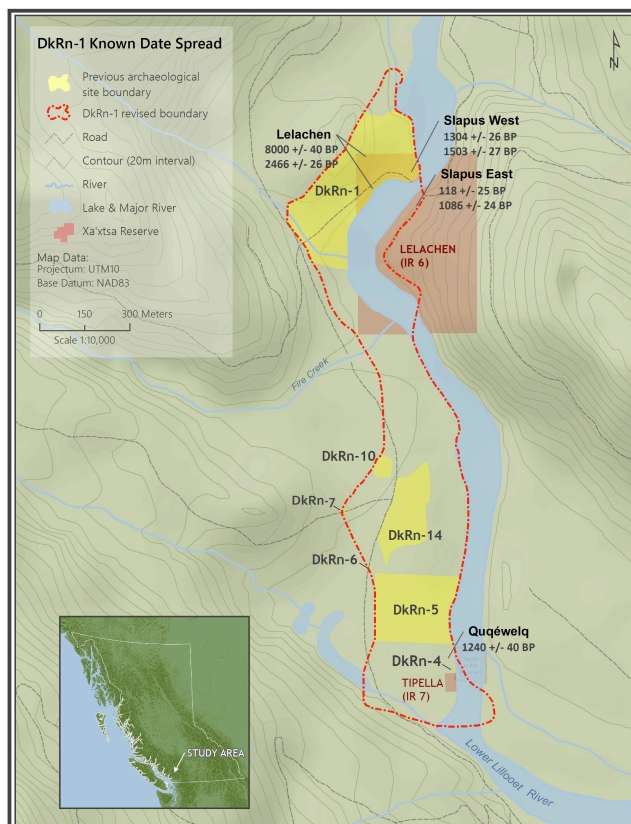 DkRn-1 Known Date Spread
Previous archaeological
site boundary
DkRn-1 revised boundary
Road
Contour (20m interval)
River
Lake & Major River
Xa'xtsa Reserve
Map Data:
Projectum: UTM10
Base Datum: NAD83
0 150 300 Meters
Scale 1:10,000
N
Lelachen
8000 +/- 40 BP
2466 +/- 26 BP
DkRn-1
Slapus West
1304 +/- 26 BP
1503 +/- 27 BP
Slapus East
118 +/- 25 BP
1086 +/- 24 BP
LELACHEN
(IR 6)
Fire Creek
DkRn-10
DkRn-7
DkRn-14
DkRn-6
DkRn-5
Quqéwelq
1240 +/- 40 BP
DkRn-4
TIPELLA
(IR 7)
Lower Lillooet River
STUDY AREA